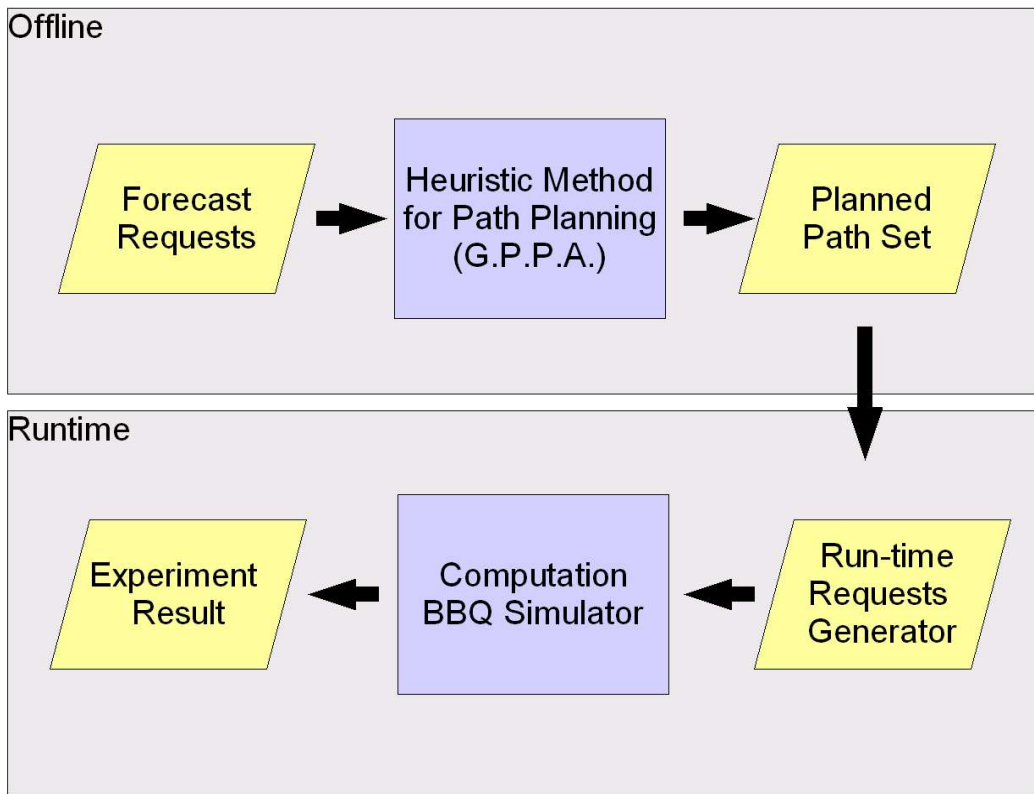 Offline
Forecast
Requests
Heuristic Method
for Path Planning
(G.P.P.A.)
Planned
Path Set
Runtime
Experiment
Result
Computation
BBQ Simulator
Run-time
Requests
Generator